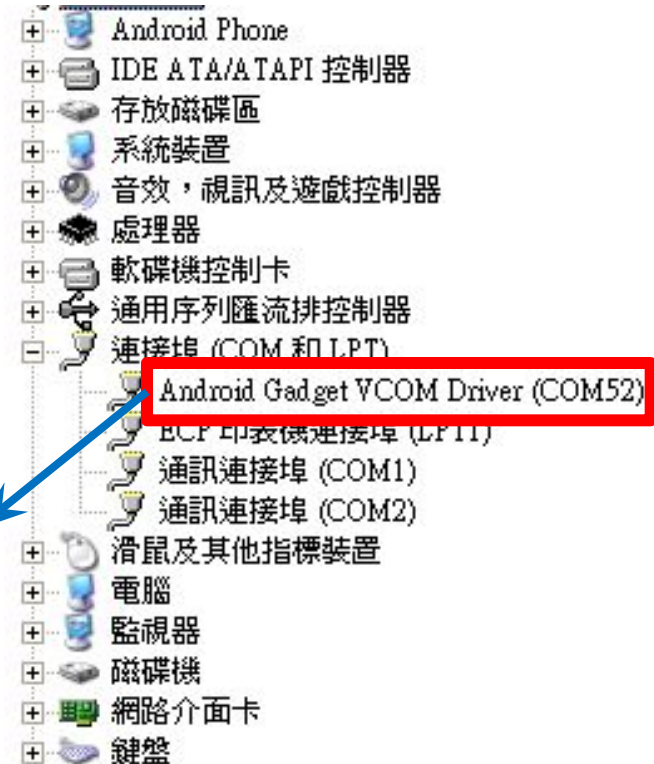 Android Phone
IDE ATA/ATAPI 控制器
存放磁碟區
系統裝置
音效，視訊及遊戲控制器
處理器
軟碟機控制卡
通用序列匯流排控制器
連接埠 (COM 和 LPT)
Android Gadget VCOM Driver (COM52)
ECP 印表機連接埠 (LPT1)
通訊連接埠 (COM1)
通訊連接埠 (COM2)
滑鼠及其他指標裝置
電腦
監視器
磁碟機
網路介面卡
鍵盤